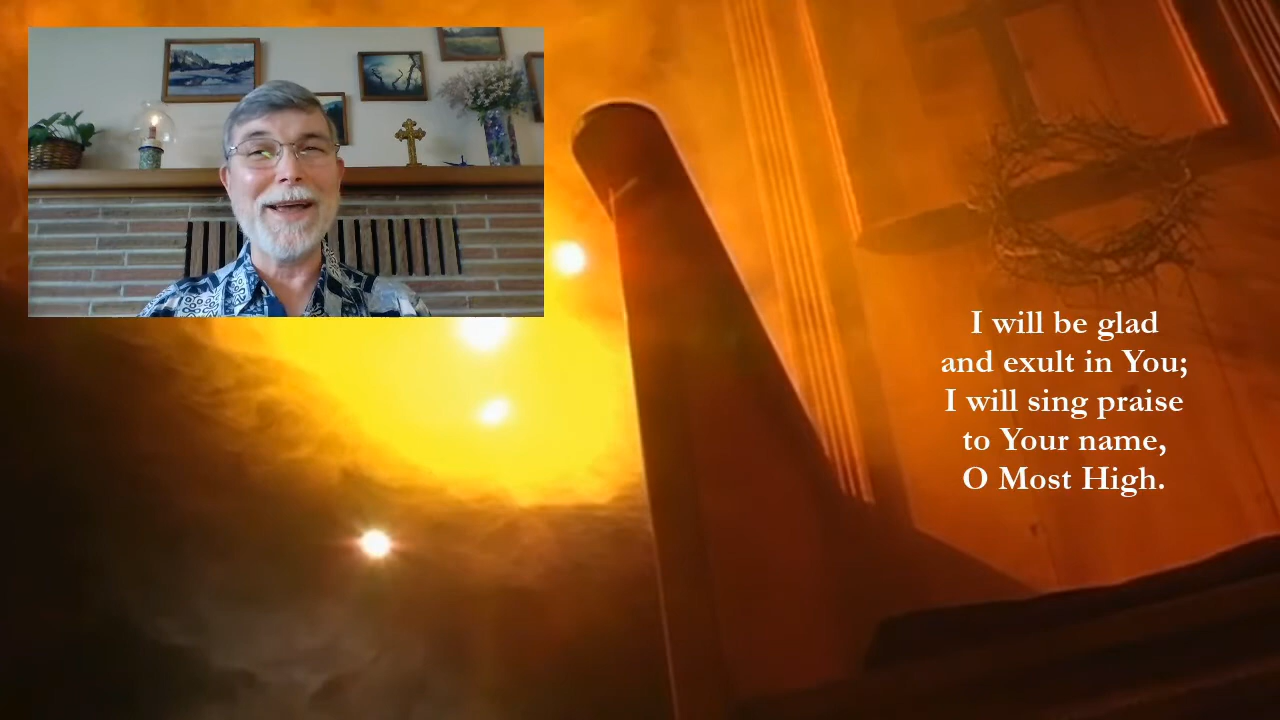 I will be glad
and exult in You;
I will sing praise
to Your name,
O Most High.